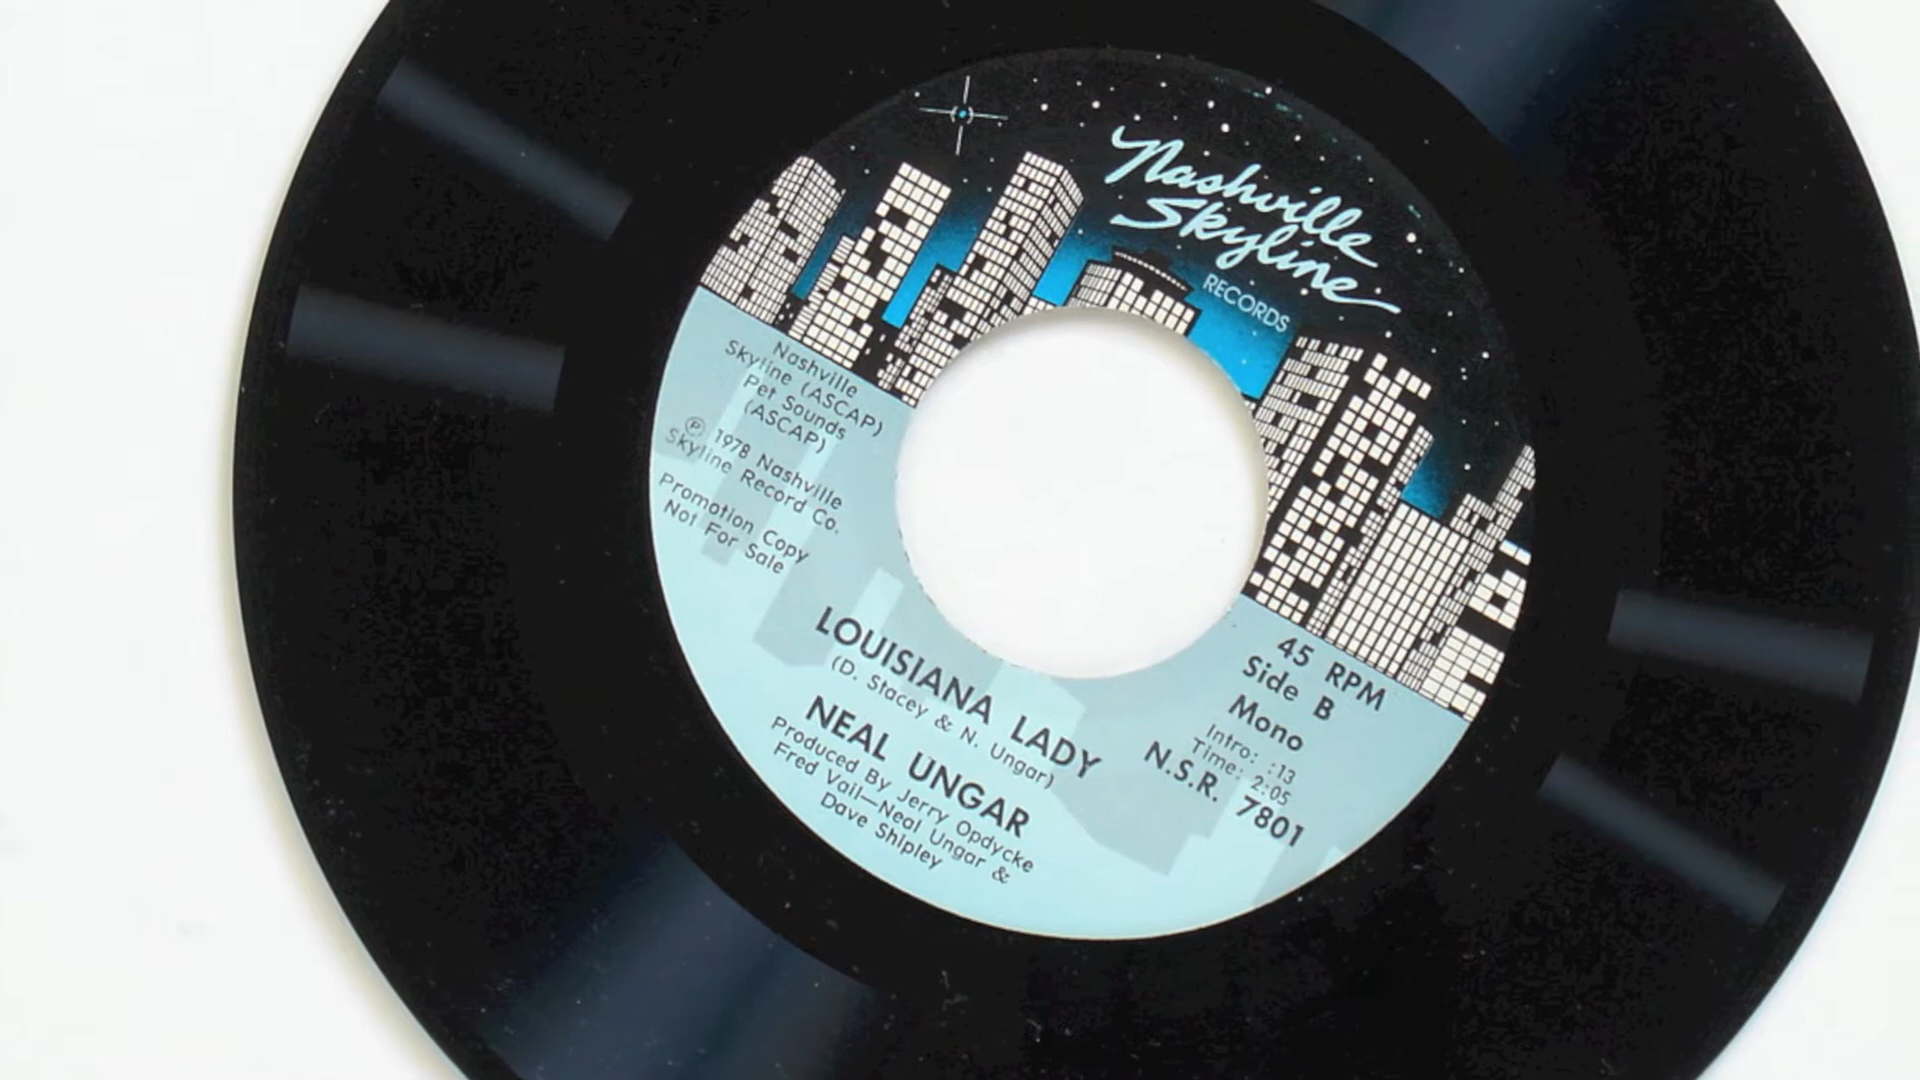 Nashville
Skyline
RECORDS
Nashville
Skyline (ASCAP)
Pet Sounds
(ASCAP)
Ⓟ 1978 Nashville
Skyline Record Co.
Promotion Copy
Not For Sale
45 RPM
Side B
Mono
Intro: :13
Time: 2:05
N.S.R. 7801
LOUISIANA LADY
(D. Stacey & N. Ungar)
NEAL UNGAR
Produced By Jerry Opdycke
Fred Vail—Neal Ungar &
Dave Shipley